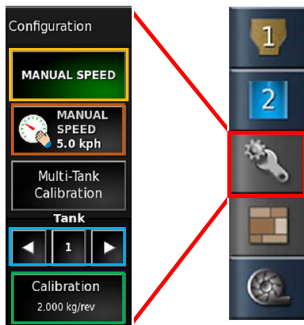 Configuration
MANUAL SPEED
MANUAL
SPEED
5.0 kph
Multi-Tank
Calibration
Tank
1
Calibration
2.000 kg/rev
1
2